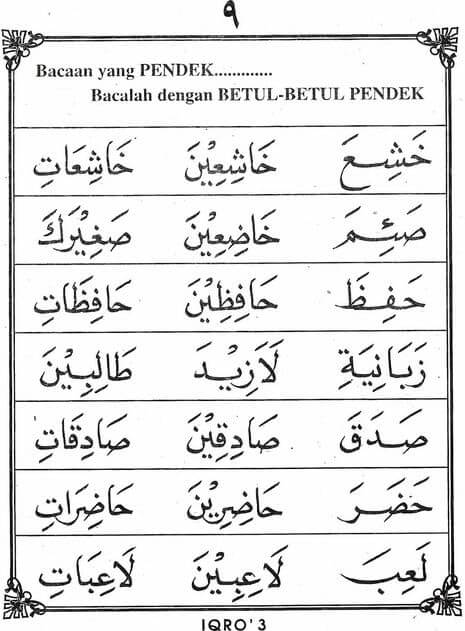 ٩
Bacaan yang PENDEK.............
Bacalah dengan BETUL-BETUL PENDEK
خَشِعَ خَاشِعِيْنَ خَاشِعَاتِ
صَئِمَ خَاضِعِيْنَ صَغِيْرَكَ
حَفِظَ حَافِظِيْنَ حَافِظَاتِ
زَبَانِيَةِ لَازِيْدَ طَالِبِيْنَ
صَدَقَ صَادِقِيْنَ صَادِقَاتِ
حَضَرَ حَاضِرِيْنَ حَاضِرَاتِ
لَعِبَ لَاعِبِيْنَ لَاعِبَاتِ
IQRO' 3